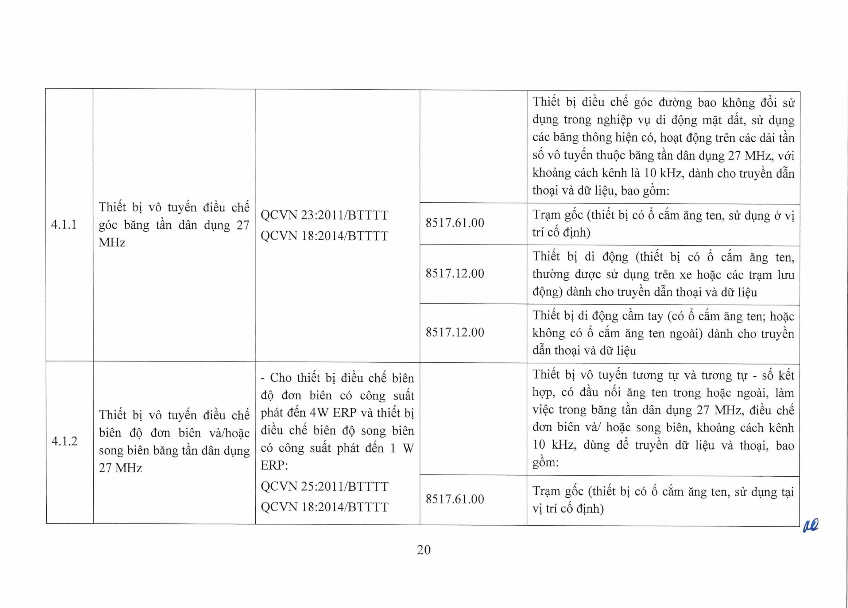 4.1.1
Thiết bị vô tuyến điều chế
góc băng tần dân dụng 27
MHz
QCVN 23:2011/BTTTT
QCVN 18:2014/BTTTT
Thiết bị điều chế góc đường bao không đổi sử
dụng trong nghiệp vụ di động mặt đất, sử dụng
các băng thông hiện có, hoạt động trên các dải tần
số vô tuyến thuộc băng tần dân dụng 27 MHz, với
khoảng cách kênh là 10 kHz, dành cho truyền dẫn
thoại và dữ liệu, bao gồm:
8517.61.00
Trạm gốc (thiết bị có ổ cắm ăng ten, sử dụng ở vị
trí cố định)
8517.12.00
Thiết bị di động (thiết bị có ổ cắm ăng ten,
thường được sử dụng trên xe hoặc các trạm lưu
động) dành cho truyền dẫn thoại và dữ liệu
8517.12.00
Thiết bị di động cầm tay (có ổ cắm ăng ten; hoặc
không có ổ cắm ăng ten ngoài) dành cho truyền
dẫn thoại và dữ liệu
4.1.2
Thiết bị vô tuyến điều chế
biên độ đơn biên và/hoặc
song biên băng tần dân dụng
27 MHz
- Cho thiết bị điều chế biên
độ đơn biên có công suất
phát đến 4W ERP và thiết bị
điều chế biên độ song biên
có công suất phát đến 1 W
ERP:
QCVN 25:2011/BTTTT
QCVN 18:2014/BTTTT
Thiết bị vô tuyến tương tự và tương tự - số kết
hợp, có đầu nối ăng ten trong hoặc ngoài, làm
việc trong băng tần dân dụng 27 MHz, điều chế
đơn biên và/ hoặc song biên, khoảng cách kênh
10 kHz, dùng để truyền dữ liệu và thoại, bao
gồm:
8517.61.00
Trạm gốc (thiết bị có ổ cắm ăng ten, sử dụng tại
vị trí cố định)
20